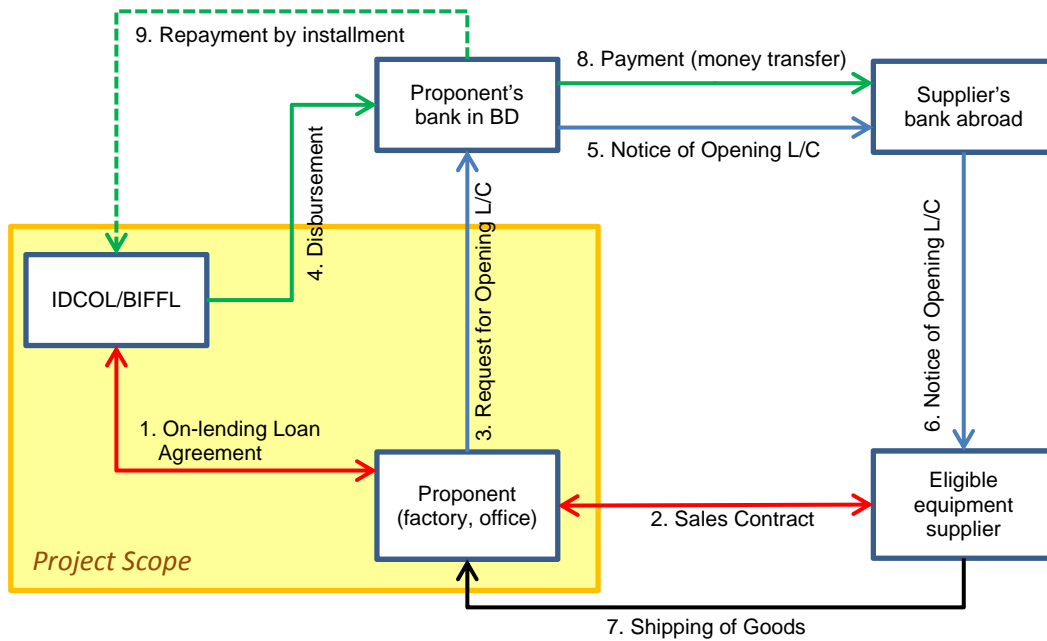 9. Repayment by installment
8. Payment (money transfer)
Proponent’s
bank in BD
Supplier’s
bank abroad
5. Notice of Opening L/C
4. Disbursement
3. Request for Opening L/C
6. Notice of Opening L/C
IDCOL/BIFFL
1. On-lending Loan
Agreement
Proponent
(factory, office)
2. Sales Contract
Eligible
equipment
supplier
Project Scope
7. Shipping of Goods